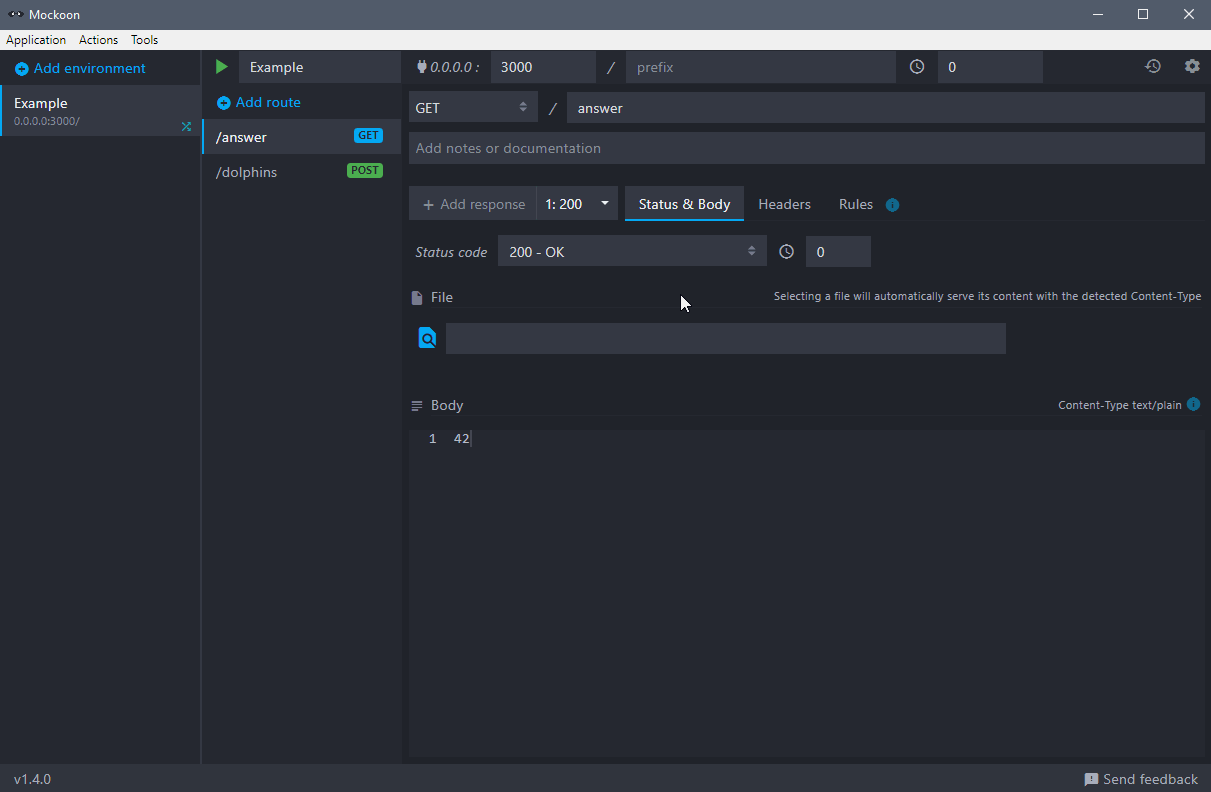 Mockoon
Application Actions Tools
Add environment
Example
0.0.0.0:3000/
Example
Add route
/answer GET
/dolphins POST
0.0.0.0 : 3000 / prefix 0
GET / answer
Add notes or documentation
+ Add response 1: 200 Status & Body Headers Rules i
Status code 200 - OK 0
File Selecting a file will automatically serve its content with the detected Content-Type
Body Content-Type text/plain i
1 42
v1.4.0 Send feedback